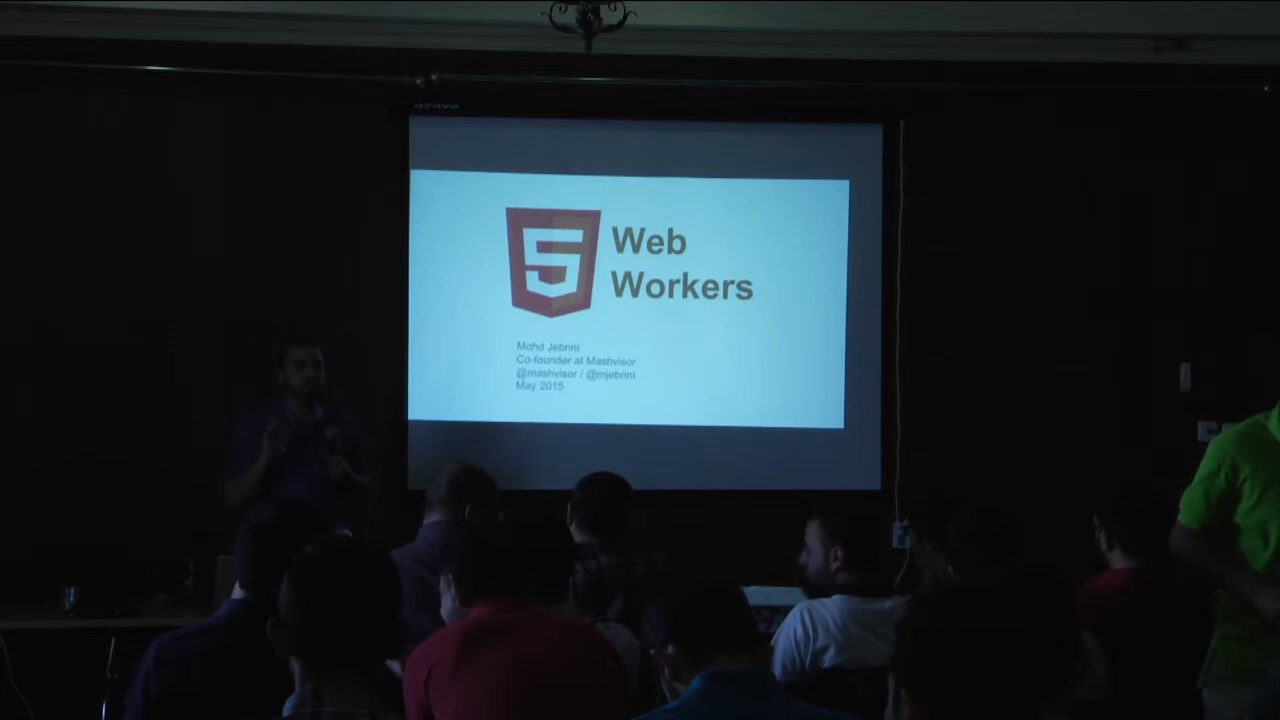 5
Web
Workers
Mohd Jebrini
Co-founder at Mashvisor
@mashvisor / @mjebrini
May 2015